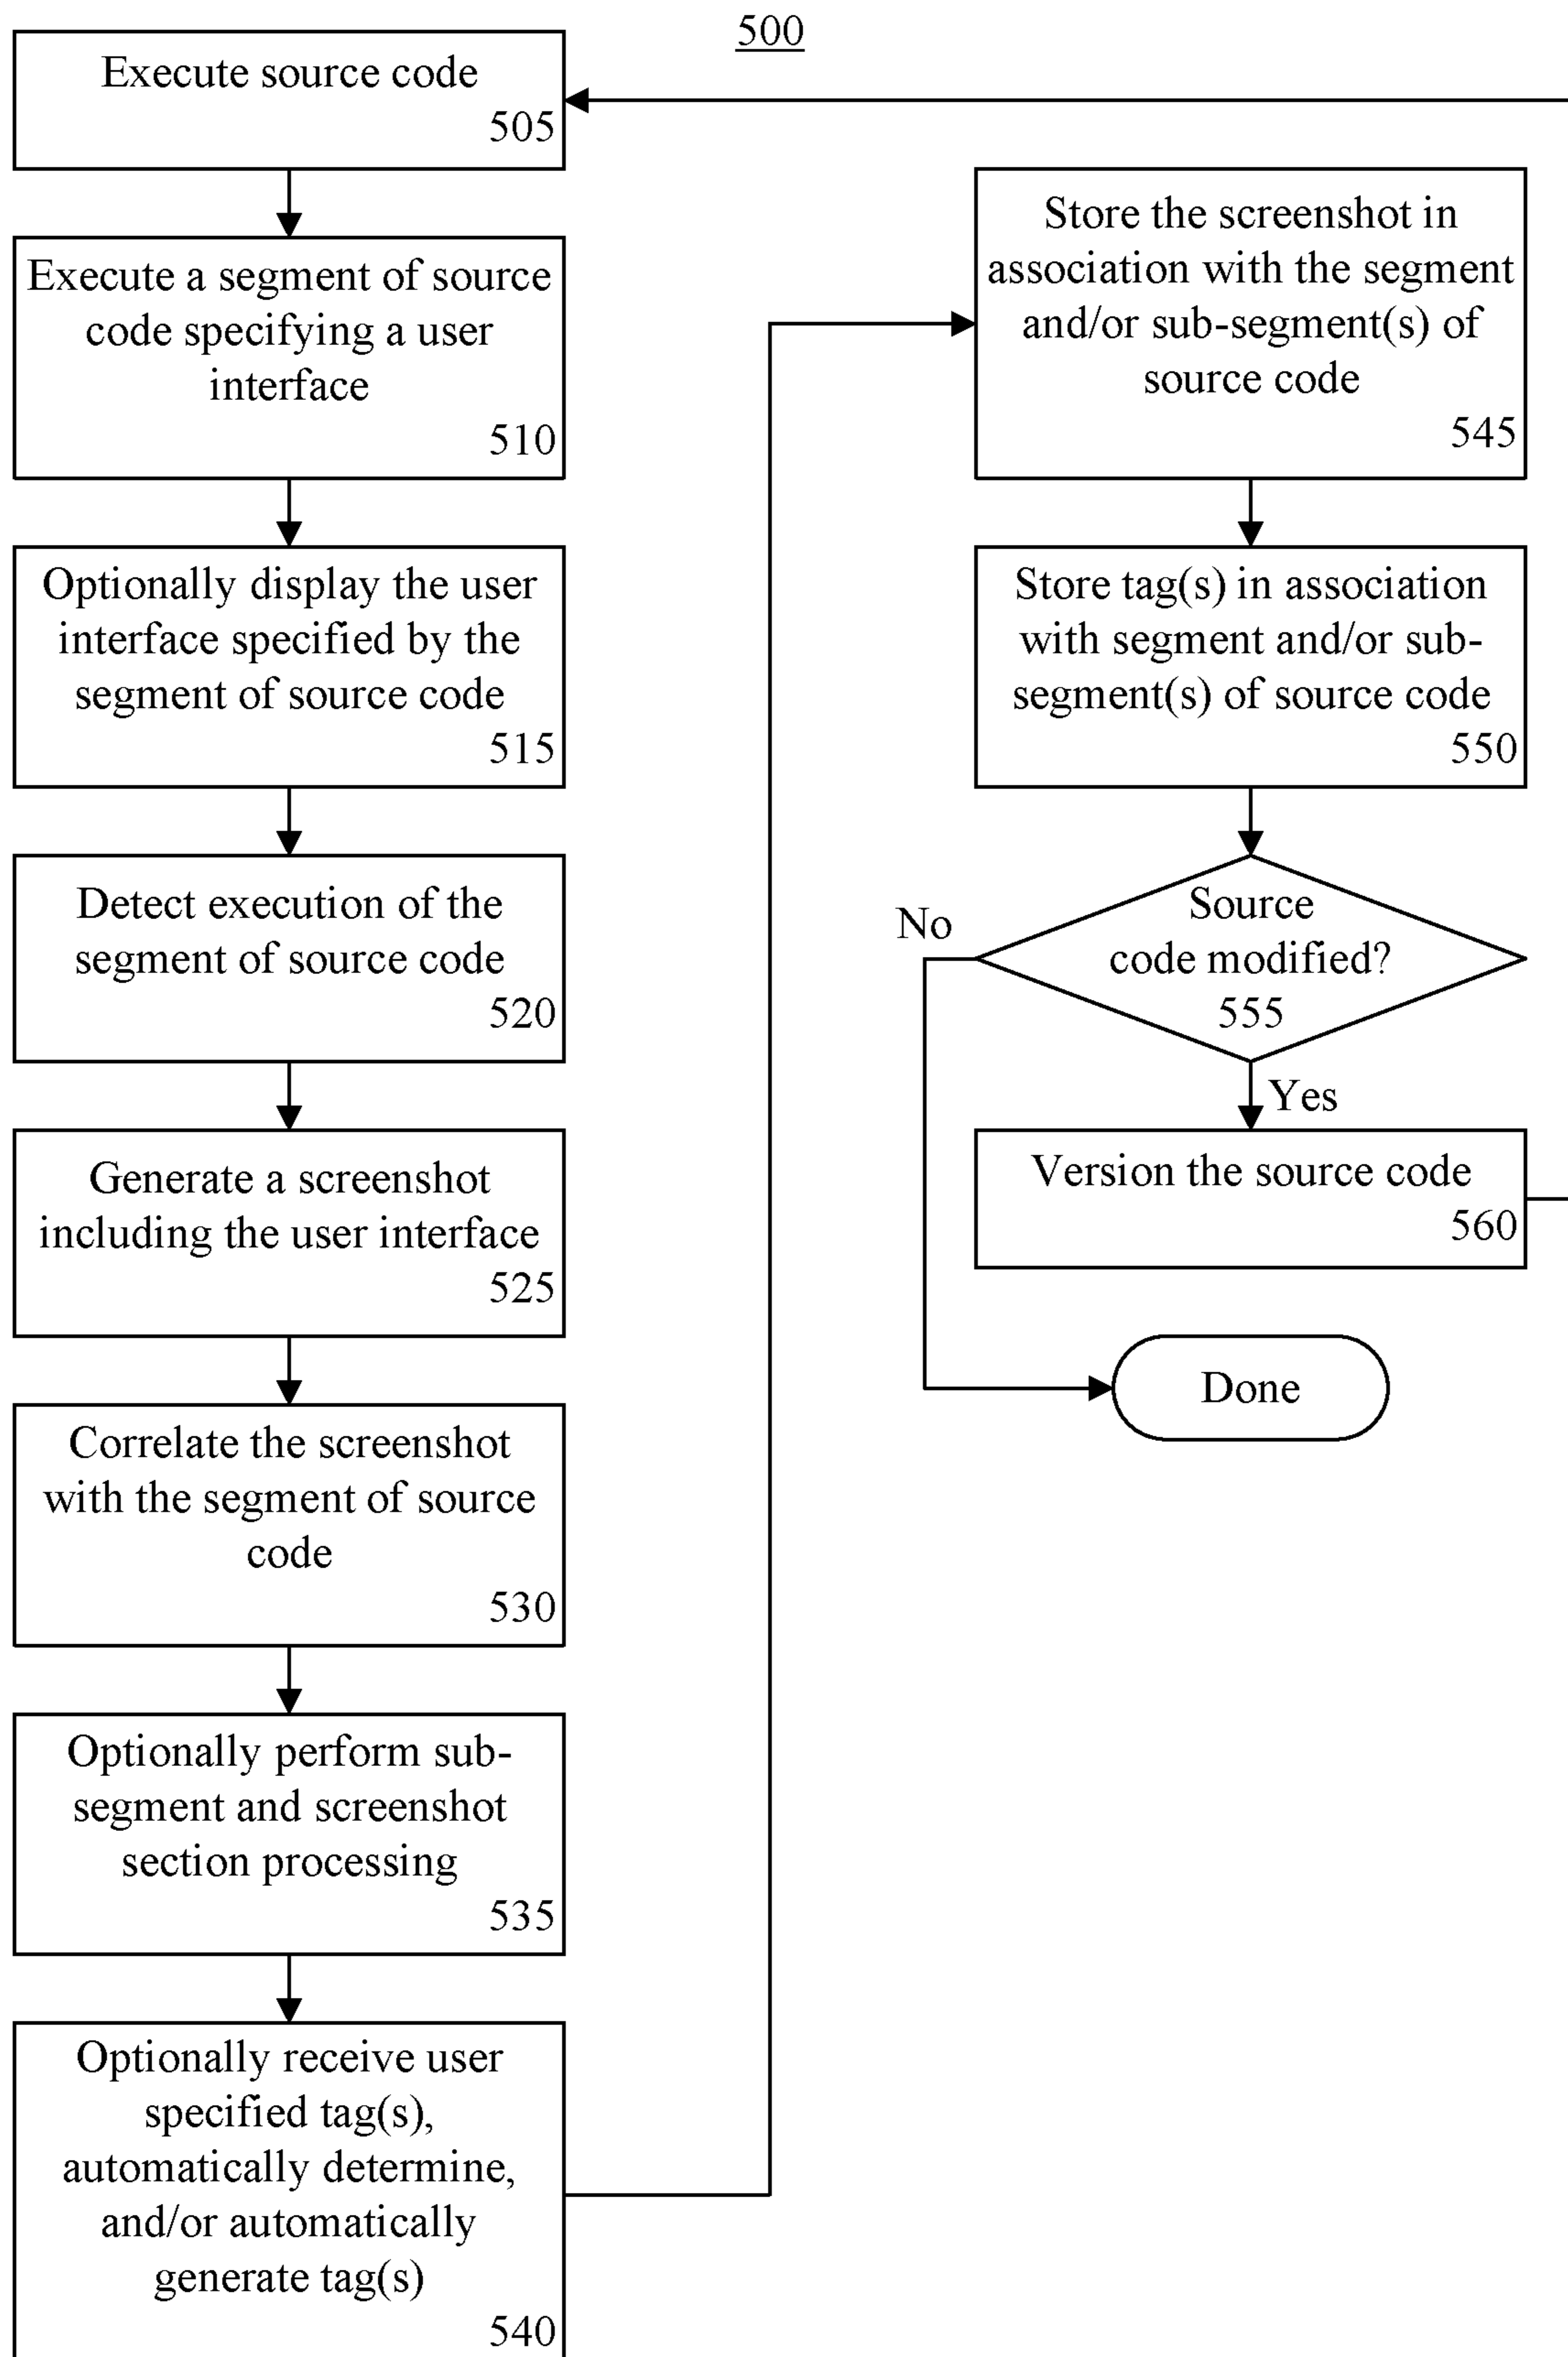 500
Execute source code
505
Execute a segment of source
code specifying a user
interface
510
Optionally display the user
interface specified by the
segment of source code
515
Detect execution of the
segment of source code
520
Generate a screenshot
including the user interface
525
Correlate the screenshot
with the segment of source
code
530
Optionally perform sub-
segment and screenshot
section processing
535
Optionally receive user
specified tag(s),
automatically determine,
and/or automatically
generate tag(s)
540
Store the screenshot in
association with the segment
and/or sub-segment(s) of
source code
545
Store tag(s) in association
with segment and/or sub-
segment(s) of source code
550
Source
code modified?
555
No
Yes
Version the source code
560
Done